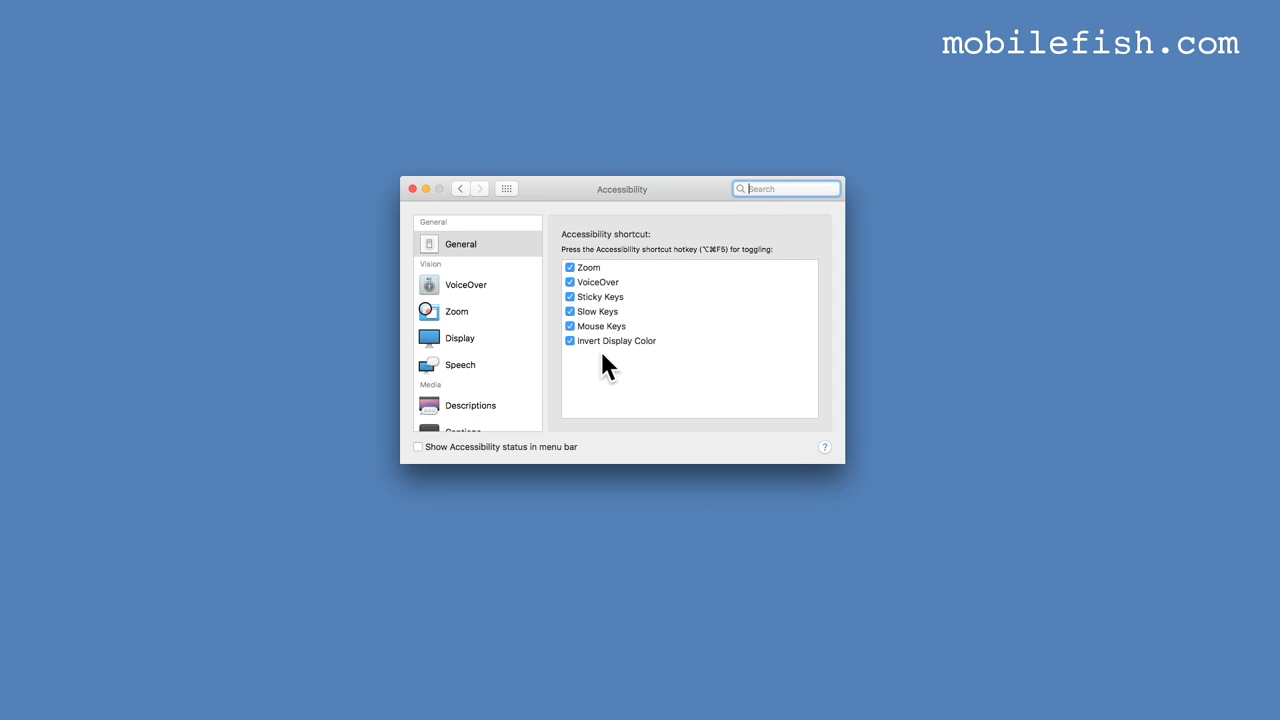 mobilefish.com
Accessibility
Search
General
General
Vision
VoiceOver
Zoom
Display
Speech
Media
Descriptions
Accessibility shortcut:
Press the Accessibility shortcut hotkey (⌥⌘F5) for toggling:
Zoom
VoiceOver
Sticky Keys
Slow Keys
Mouse Keys
Invert Display Color
Show Accessibility status in menu bar
?